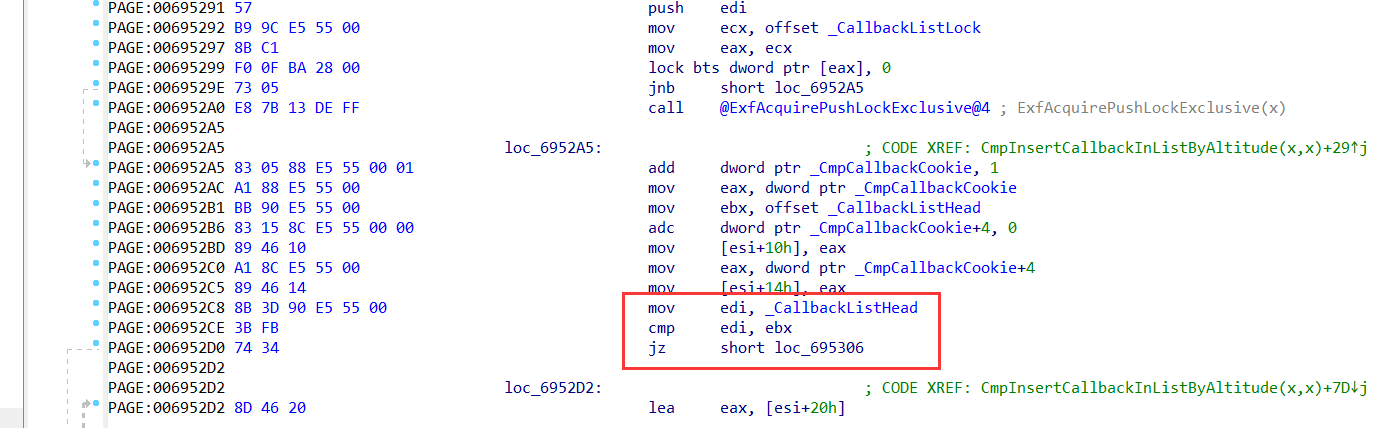 PAGE:00695291 57 push edi
PAGE:00695292 B9 9C E5 55 00 mov ecx, offset _CallbackListLock
PAGE:00695297 8B C1 mov eax, ecx
PAGE:00695299 F0 0F BA 28 00 lock bts dword ptr [eax], 0
PAGE:0069529E 73 05 jnb short loc_6952A5
PAGE:006952A0 E8 7B 13 DE FF call @ExfAcquirePushLockExclusive@4 ; ExfAcquirePushLockExclusive(x)
PAGE:006952A5
PAGE:006952A5 loc_6952A5: ; CODE XREF: CmpInsertCallbackInListByAltitude(x,x)+29↑j
PAGE:006952A5 83 05 88 E5 55 00 01 add dword ptr _CmpCallbackCookie, 1
PAGE:006952AC A1 88 E5 55 00 mov eax, dword ptr _CmpCallbackCookie
PAGE:006952B1 BB 90 E5 55 00 mov ebx, offset _CallbackListHead
PAGE:006952B6 83 15 8C E5 55 00 00 adc dword ptr _CmpCallbackCookie+4, 0
PAGE:006952BD 89 46 10 mov [esi+10h], eax
PAGE:006952C0 A1 8C E5 55 00 mov eax, dword ptr _CmpCallbackCookie+4
PAGE:006952C5 89 46 14 mov [esi+14h], eax
PAGE:006952C8 8B 3D 90 E5 55 00 mov edi, _CallbackListHead
PAGE:006952CE 3B FB cmp edi, ebx
PAGE:006952D0 74 34 jz short loc_695306
PAGE:006952D2
PAGE:006952D2 loc_6952D2: ; CODE XREF: CmpInsertCallbackInListByAltitude(x,x)+7D↓j
PAGE:006952D2 8D 46 20 lea eax, [esi+20h]